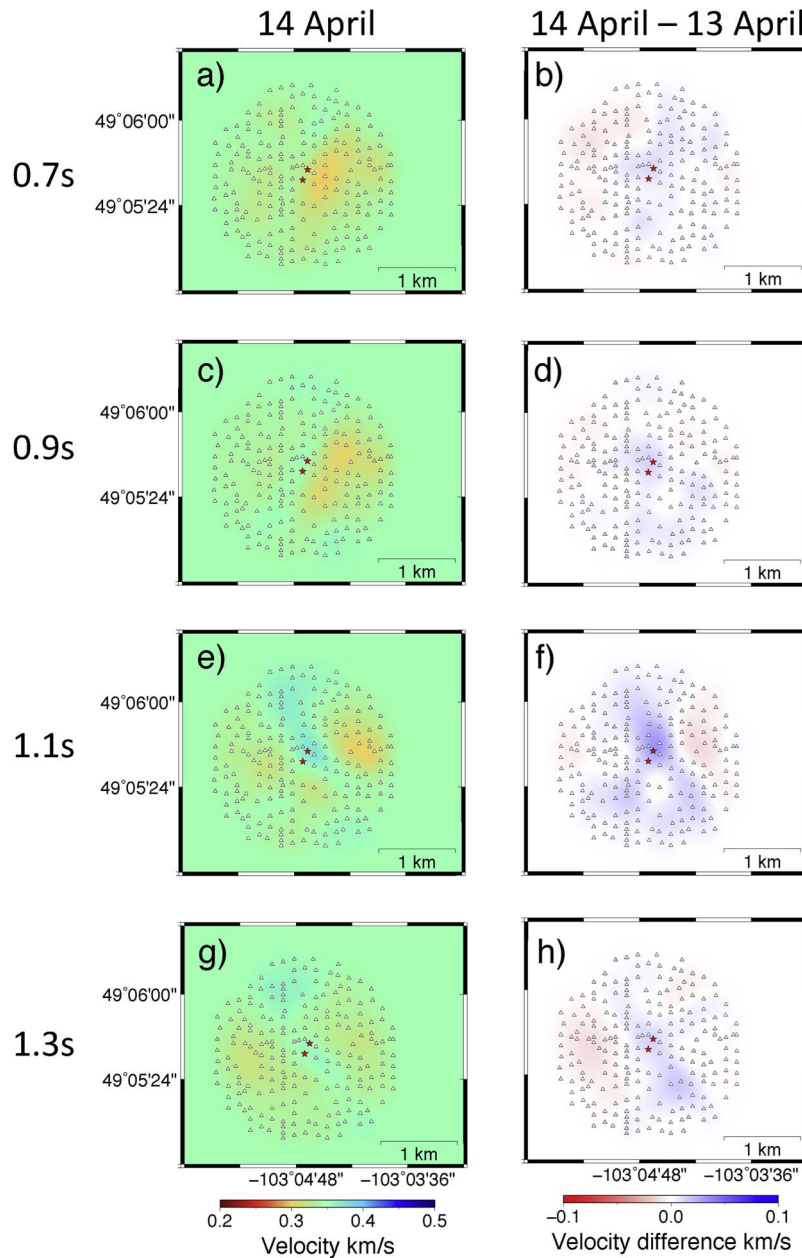 14 April
14 April – 13 April
0.7s
a)
49°06'00"
49°05'24"
1 km
b)
1 km
0.9s
c)
49°06'00"
49°05'24"
1 km
d)
1 km
1.1s
e)
49°06'00"
49°05'24"
1 km
f)
1 km
1.3s
g)
49°06'00"
49°05'24"
1 km
h)
1 km
−103°04'48" −103°03'36"
−103°04'48" −103°03'36"
0.2 0.3 0.4 0.5
Velocity km/s
−0.1 0.0 0.1
Velocity difference km/s